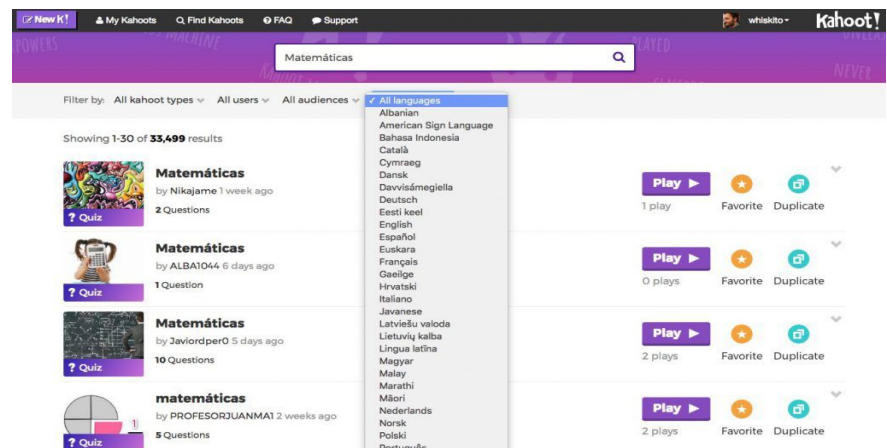 New K!
My Kahoots
Find Kahoots
FAQ
Support
whiskito
Kahoot!
POWERS
MACHINE
PLAYED
NEVER
Matemáticas
Filter by: All kahoot types All users All audiences
✓ All languages
Albanian
American Sign Language
Bahasa Indonesia
Català
Cymraeg
Dansk
Davvisámegiella
Deutsch
Eesti keel
English
Español
Euskara
Français
Gaeilge
Hrvatski
Italiano
Javanese
Latviešu valoda
Lietuvių kalba
Lingua latīna
Magyar
Malay
Marathi
Māori
Nederlands
Norsk
Polski
Português
Showing 1-30 of 33,499 results
Matemáticas
by Nikajame 1 week ago
2 Questions
? Quiz
Play
1 play
Favorite Duplicate
Matemáticas
by ALBA1044 6 days ago
1 Question
? Quiz
Play
0 plays
Favorite Duplicate
Matemáticas
by Javiordper0 5 days ago
10 Questions
? Quiz
Play
2 plays
Favorite Duplicate
matemáticas
by PROFESORJUANMA1 2 weeks ago
5 Questions
1
? Quiz
Play
2 plays
Favorite Duplicate